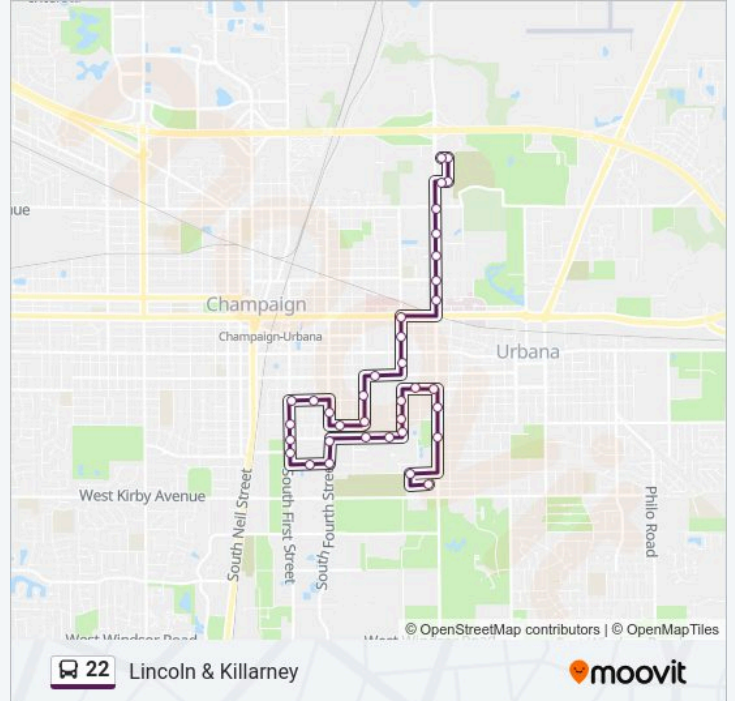 ue
Champaign
Champaign-Urbana
Urbana
West Kirby Avenue
South Neil Street
South First Street
South Fourth Street
Philo Road
West Windsor Road
© OpenStreetMap contributors | © OpenMapTiles
22 Lincoln & Killarney
moovit